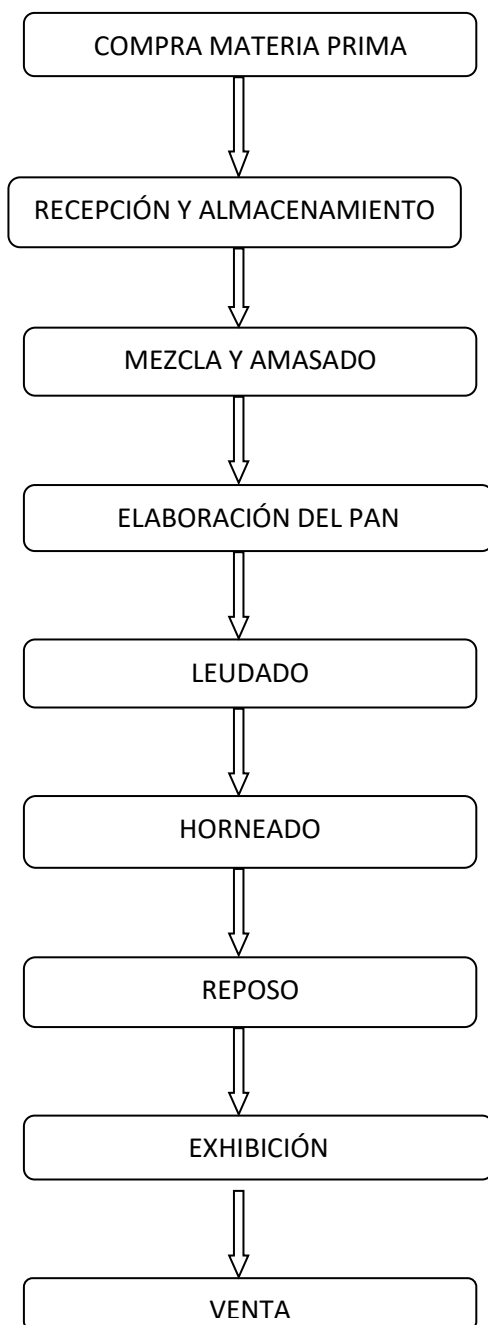 COMPRA MATERIA PRIMA
RECEPCIÓN Y ALMACENAMIENTO
MEZCLA Y AMASADO
ELABORACIÓN DEL PAN
LEUDADO
HORNEADO
REPOSO
EXHIBICIÓN
VENTA